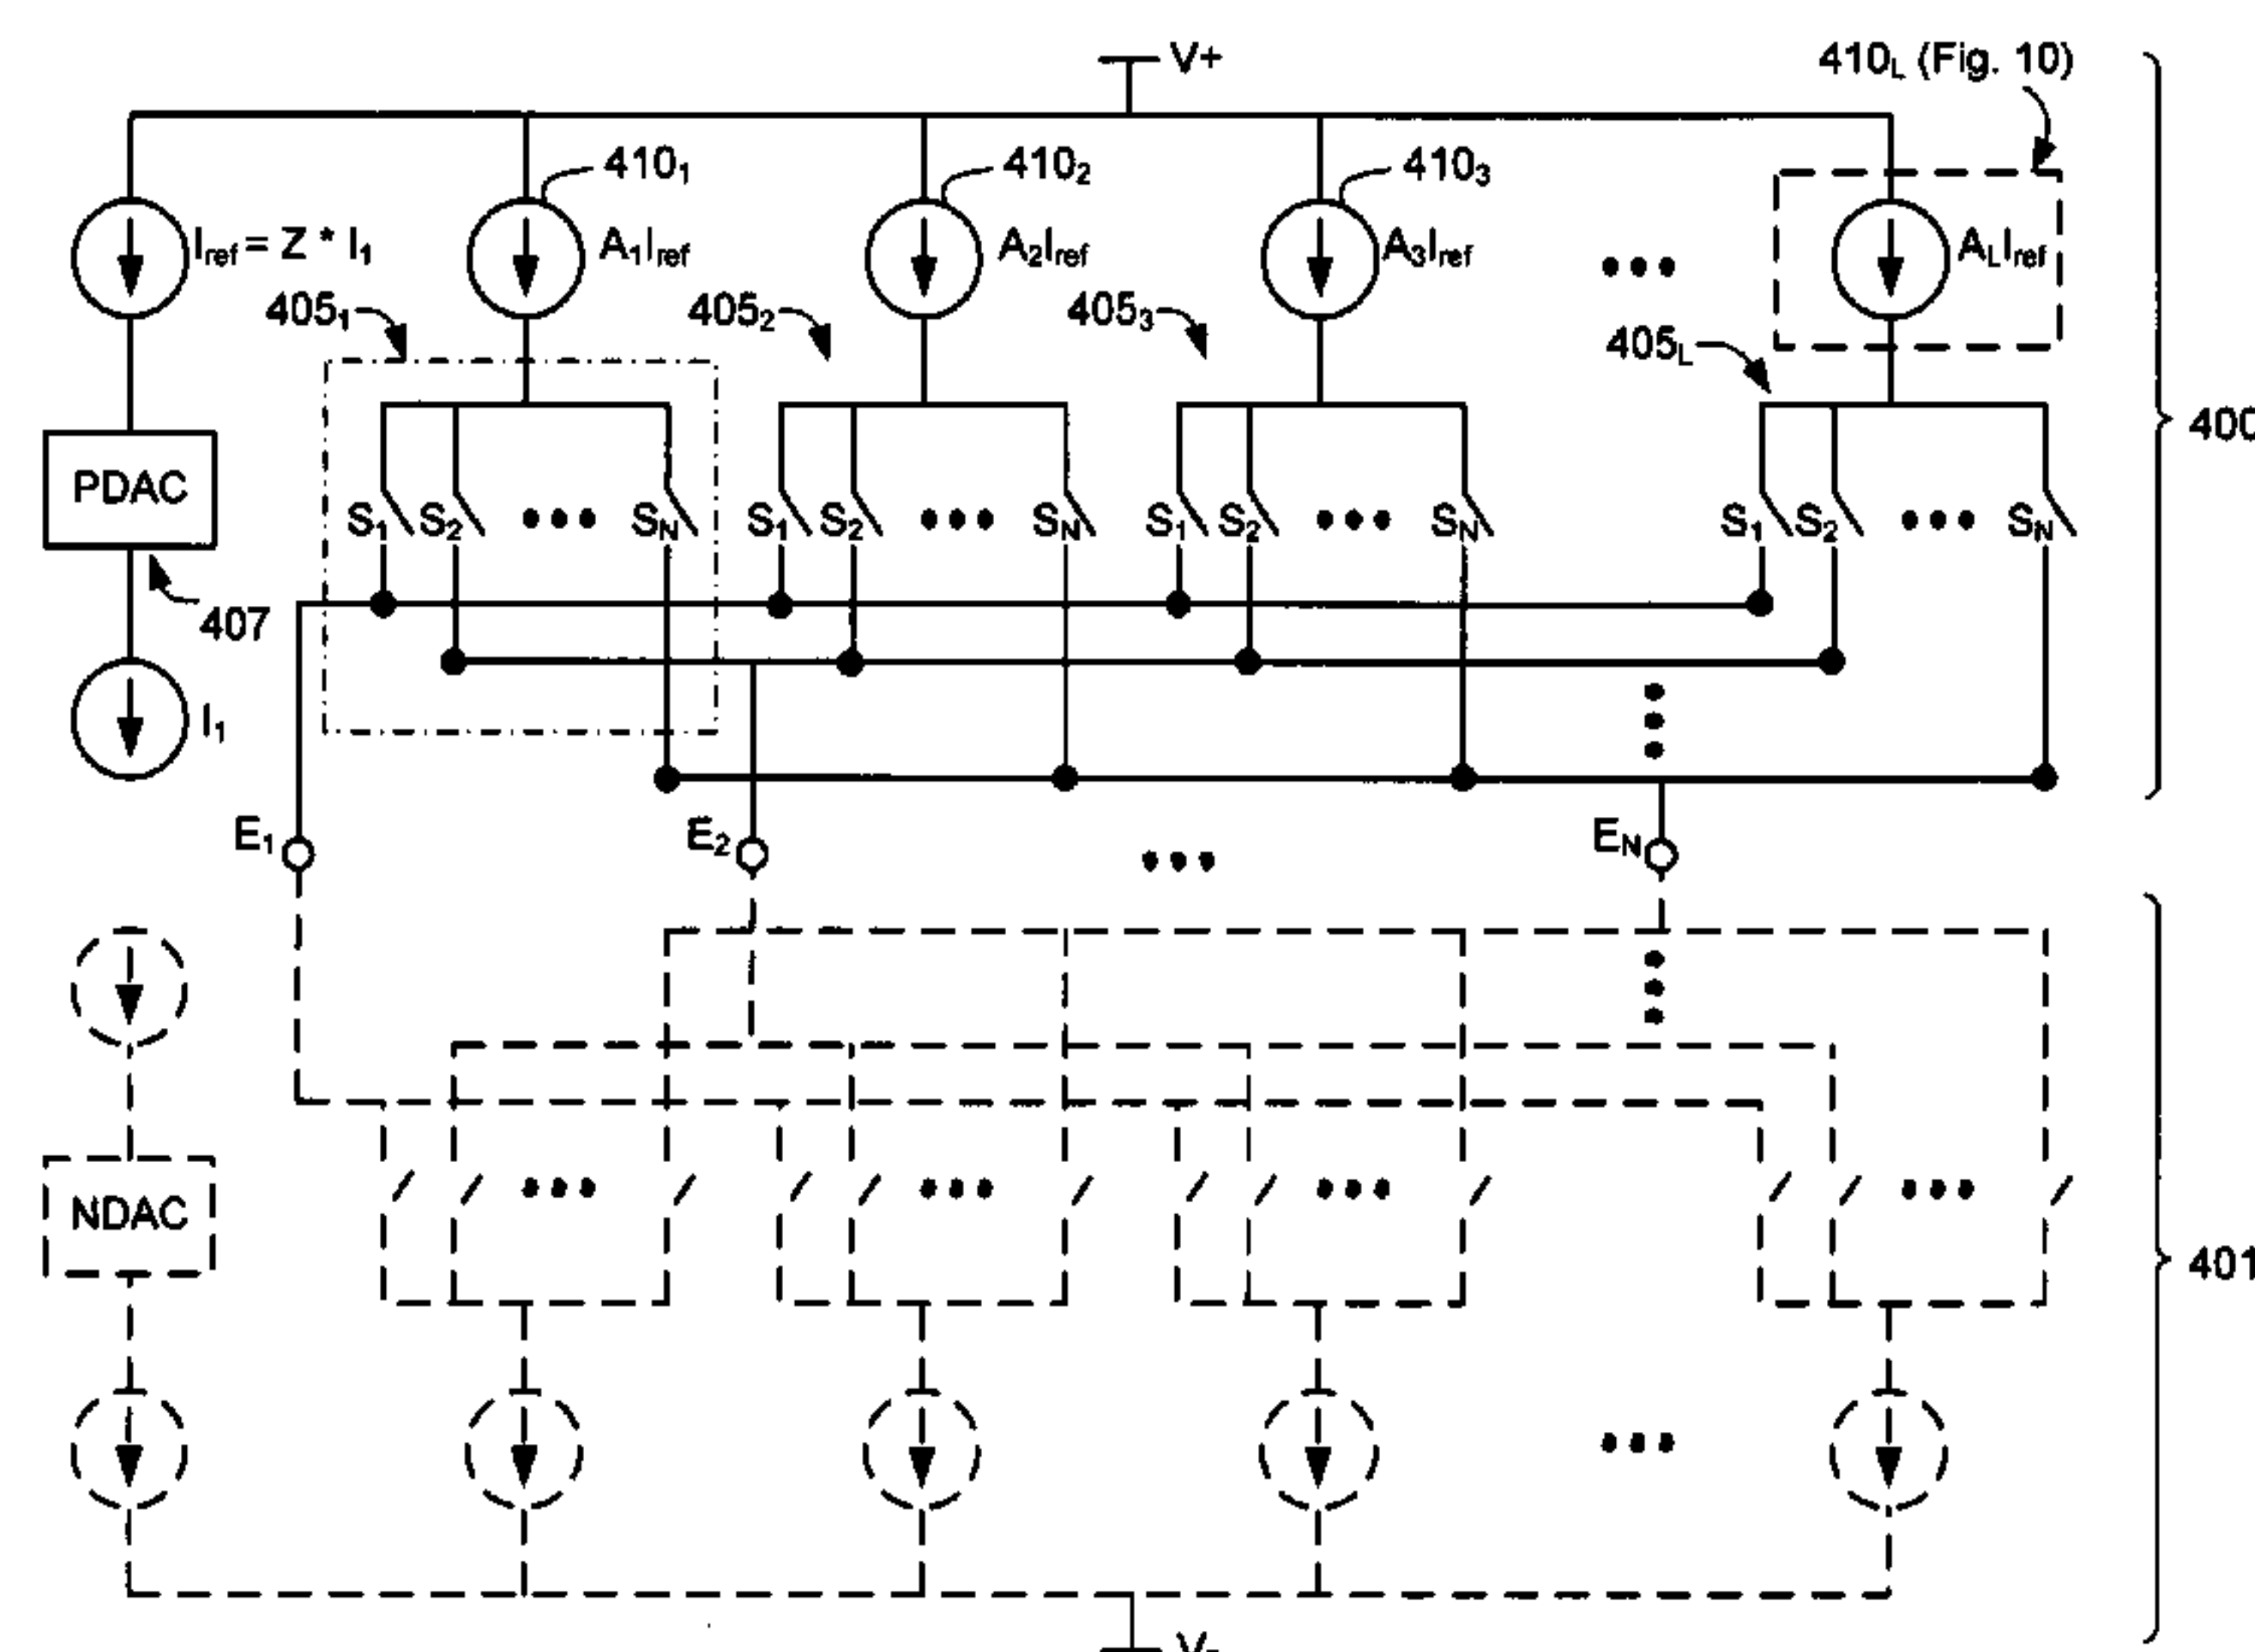 V+
410L (Fig. 10)
4101
4102
4103
Iref = Z * I1
A1Iref
A2Iref
A3Iref
ALIref
4051
4052
4053
405L
400
PDAC
S1 S2 SN S1 S2 SN S1 S2 SN S1 S2 SN
407
I1
E1
E2
EN
NDAC
401